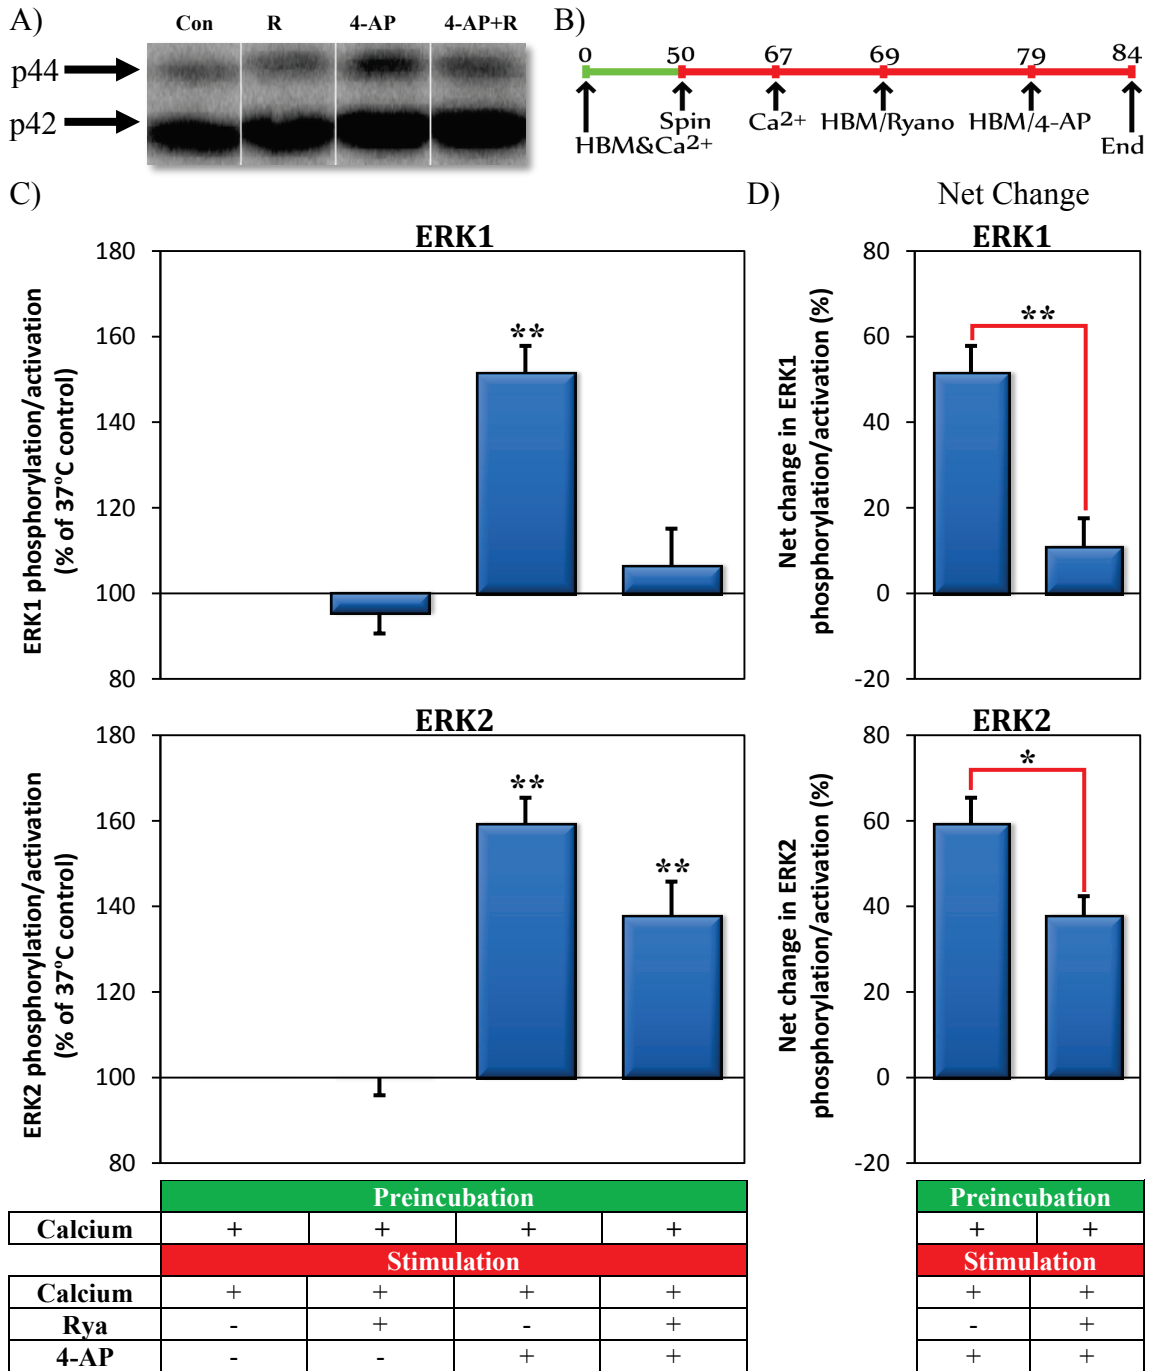 A)
Con R 4-AP 4-AP+R
p44
p42
B)
0 50 67 69 79 84
HBM&Ca2+ Spin Ca2+ HBM/Ryano HBM/4-AP End
C)
ERK1
180
160
140
120
100
80
ERK1 phosphorylation/activation
(% of 37°C control)
**
D)
Net Change
ERK1
80
60
40
20
0
-20
Net change in ERK1
phosphorylation/activation (%)
**
ERK2
180
160
140
120
100
80
ERK2 phosphorylation/activation
(% of 37°C control)
**
**
ERK2
80
60
40
20
0
-20
Net change in ERK2
phosphorylation/activation (%)
*
Preincubation
Calcium + + + +
Stimulation
Calcium + + + +
Rya - + - +
4-AP - - + +
Preincubation
+ +
Stimulation
+ +
- +
+ +